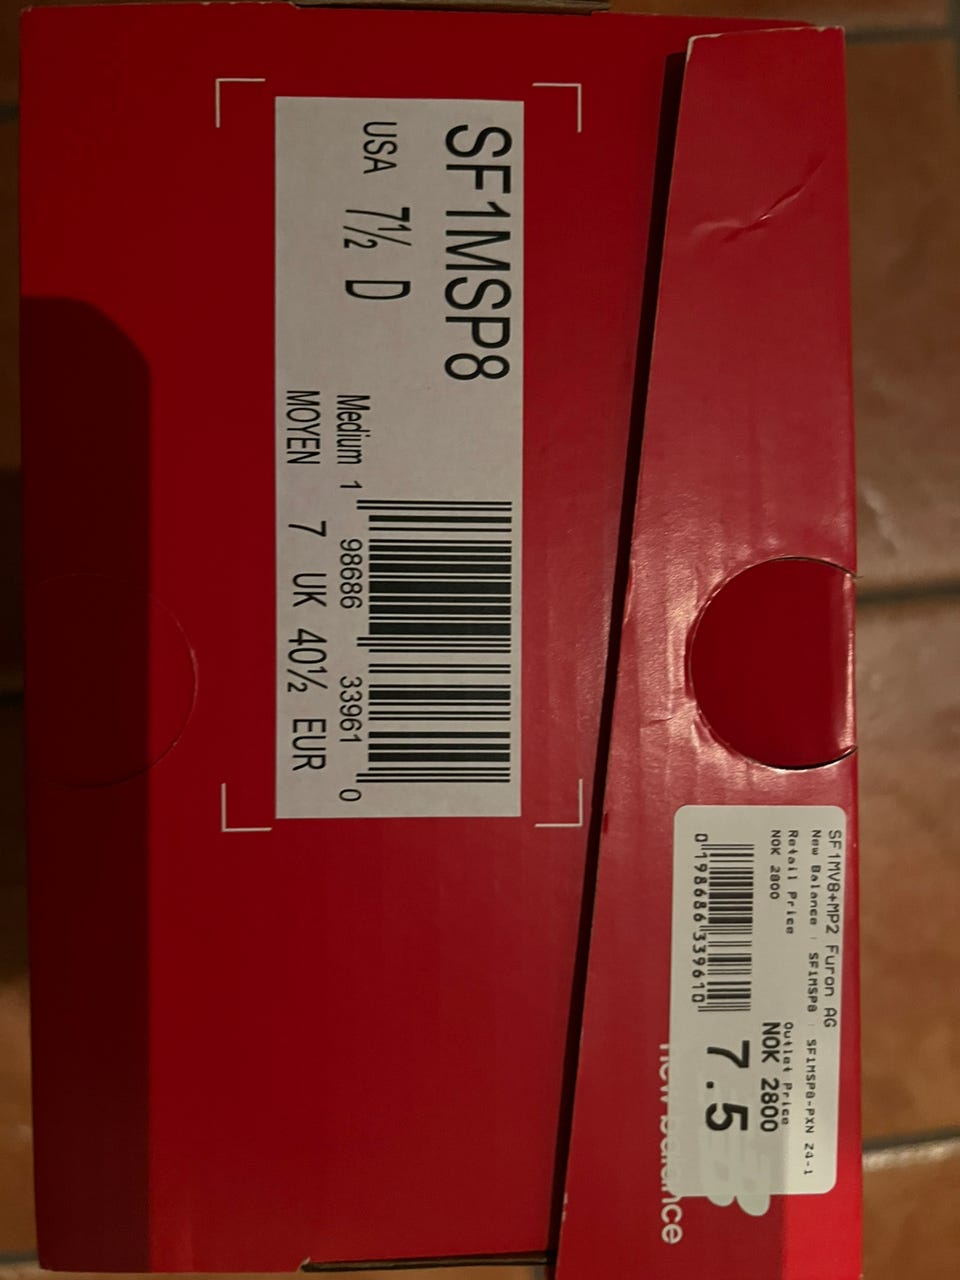 SF1MSP8
USA 7½ D
1 98686 33961 0
Medium
MOYEN 7 UK 40½ EUR
SF1MV8+MP2 Furon AG
New Balance : SF1MSP8 : SF1MSP8-PXN 24-1
Retail Price Outlet Price
NOK 2800 NOK 2800
7.5
0198686339610
new balance